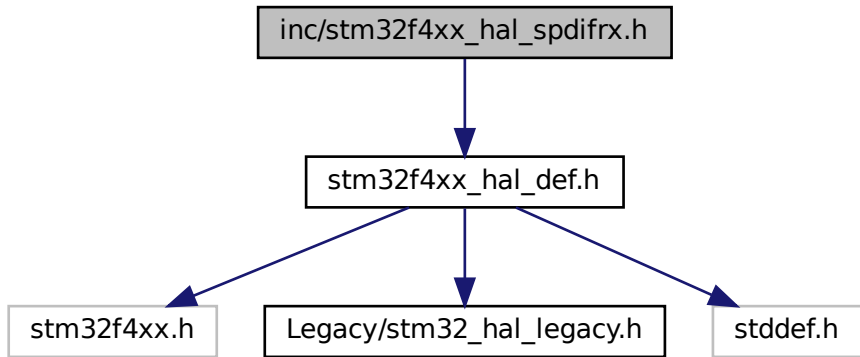 inc/stm32f4xx_hal_spdifrx.h
stm32f4xx_hal_def.h
stm32f4xx.h
Legacy/stm32_hal_legacy.h
stddef.h